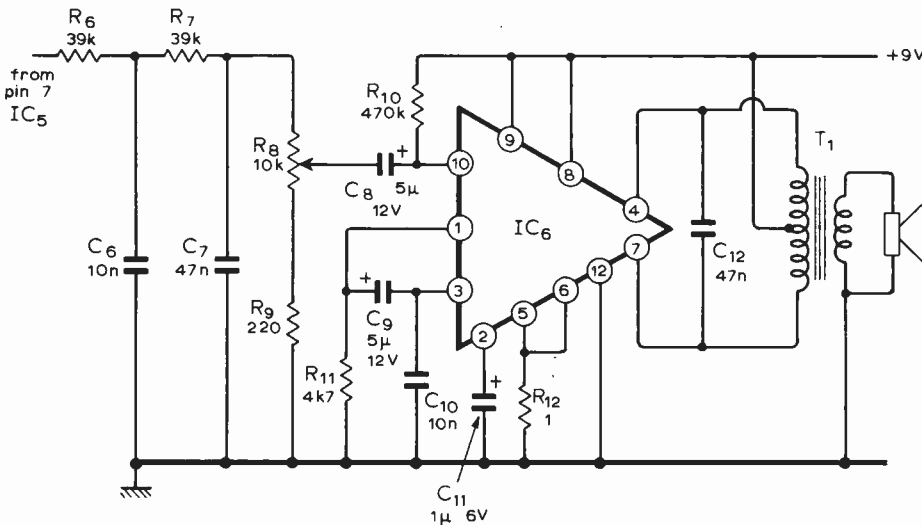 R6
39k
R7
39k
from
pin 7
IC5
+9V
R10
470k
R8
10k
C8
+
5µ
12V
10
9
8
4
7
1
3
2
5
6
12
IC6
T1
C12
47n
C6
10n
C7
47n
R9
220
+
C9
5µ
12V
R11
4k7
C10
10n
+
R12
1
C11
1µ 6V